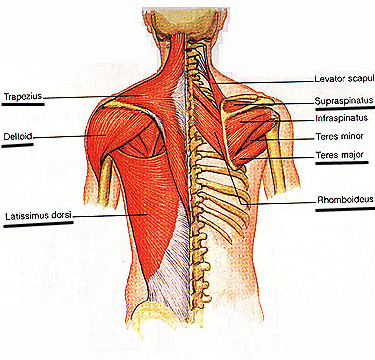 Trapezius
Deltoid
Latissimus dorsi
Levator scapul
Supraspinatus
Infraspinatus
Teres minor
Teres major
Rhomboideus